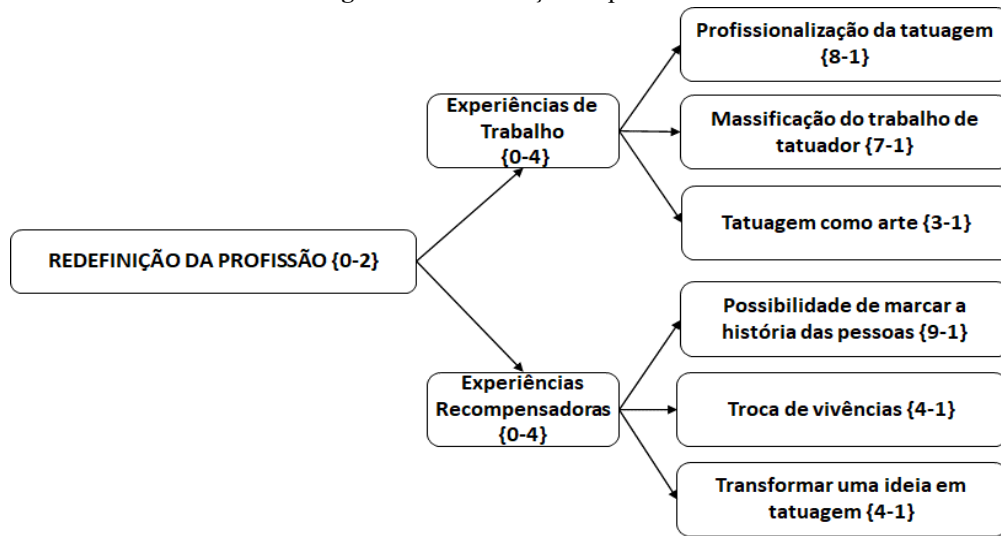 Profissionalização da tatuagem
{8-1}
Experiências de
Trabalho
{0-4}
Massificação do trabalho de
tatuador {7-1}
Tatuagem como arte {3-1}
REDEFINIÇÃO DA PROFISSÃO {0-2}
Possibilidade de marcar a
história das pessoas {9-1}
Experiências
Recompensadoras
{0-4}
Troca de vivências {4-1}
Transformar uma ideia em
tatuagem {4-1}